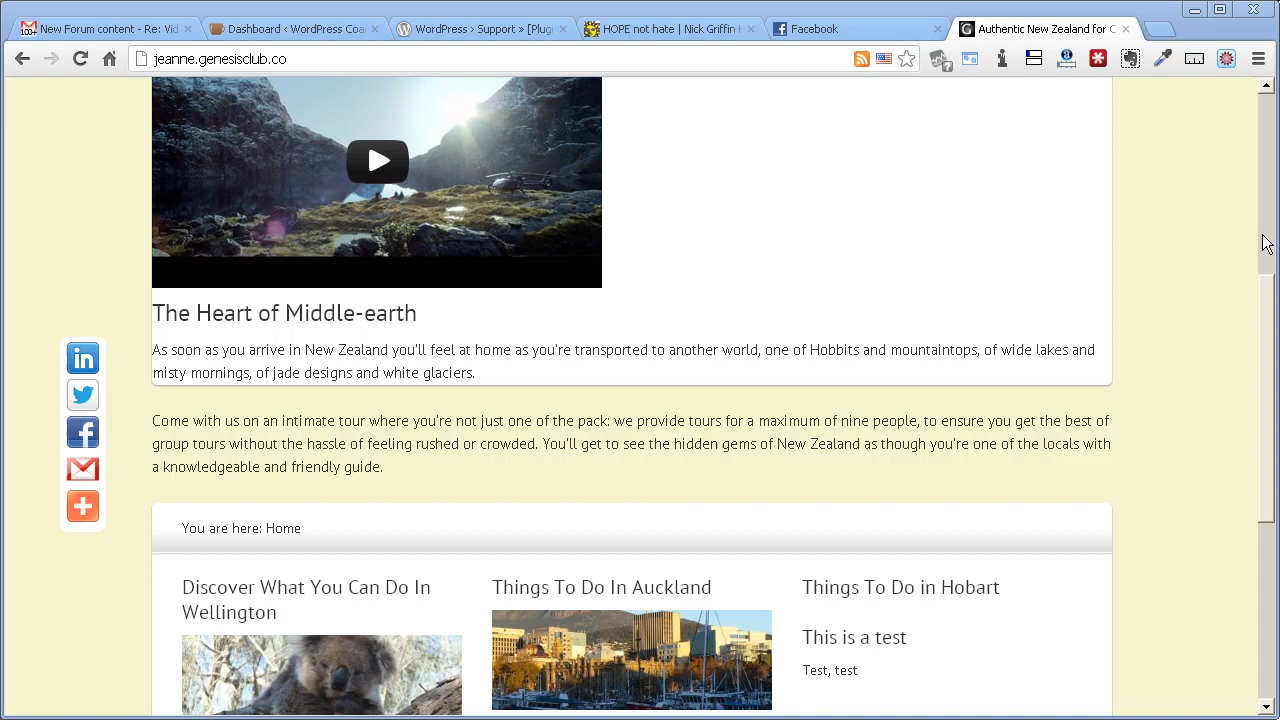 New Forum content - Re: Vid
Dashboard ‹ WordPress Coa
WordPress › Support » [Plug
HOPE not hate | Nick Griffin
Facebook
Authentic New Zealand for C
100+
jeanne.genesisclub.co
The Heart of Middle-earth
As soon as you arrive in New Zealand you'll feel at home as you're transported to another world, one of Hobbits and mountaintops, of wide lakes and
misty mornings, of jade designs and white glaciers.
Come with us on an intimate tour where you're not just one of the pack: we provide tours for a maximum of nine people, to ensure you get the best of
group tours without the hassle of feeling rushed or crowded. You'll get to see the hidden gems of New Zealand as though you're one of the locals with
a knowledgeable and friendly guide.
You are here: Home
Discover What You Can Do In
Wellington
Things To Do In Auckland
Things To Do in Hobart
This is a test
Test, test